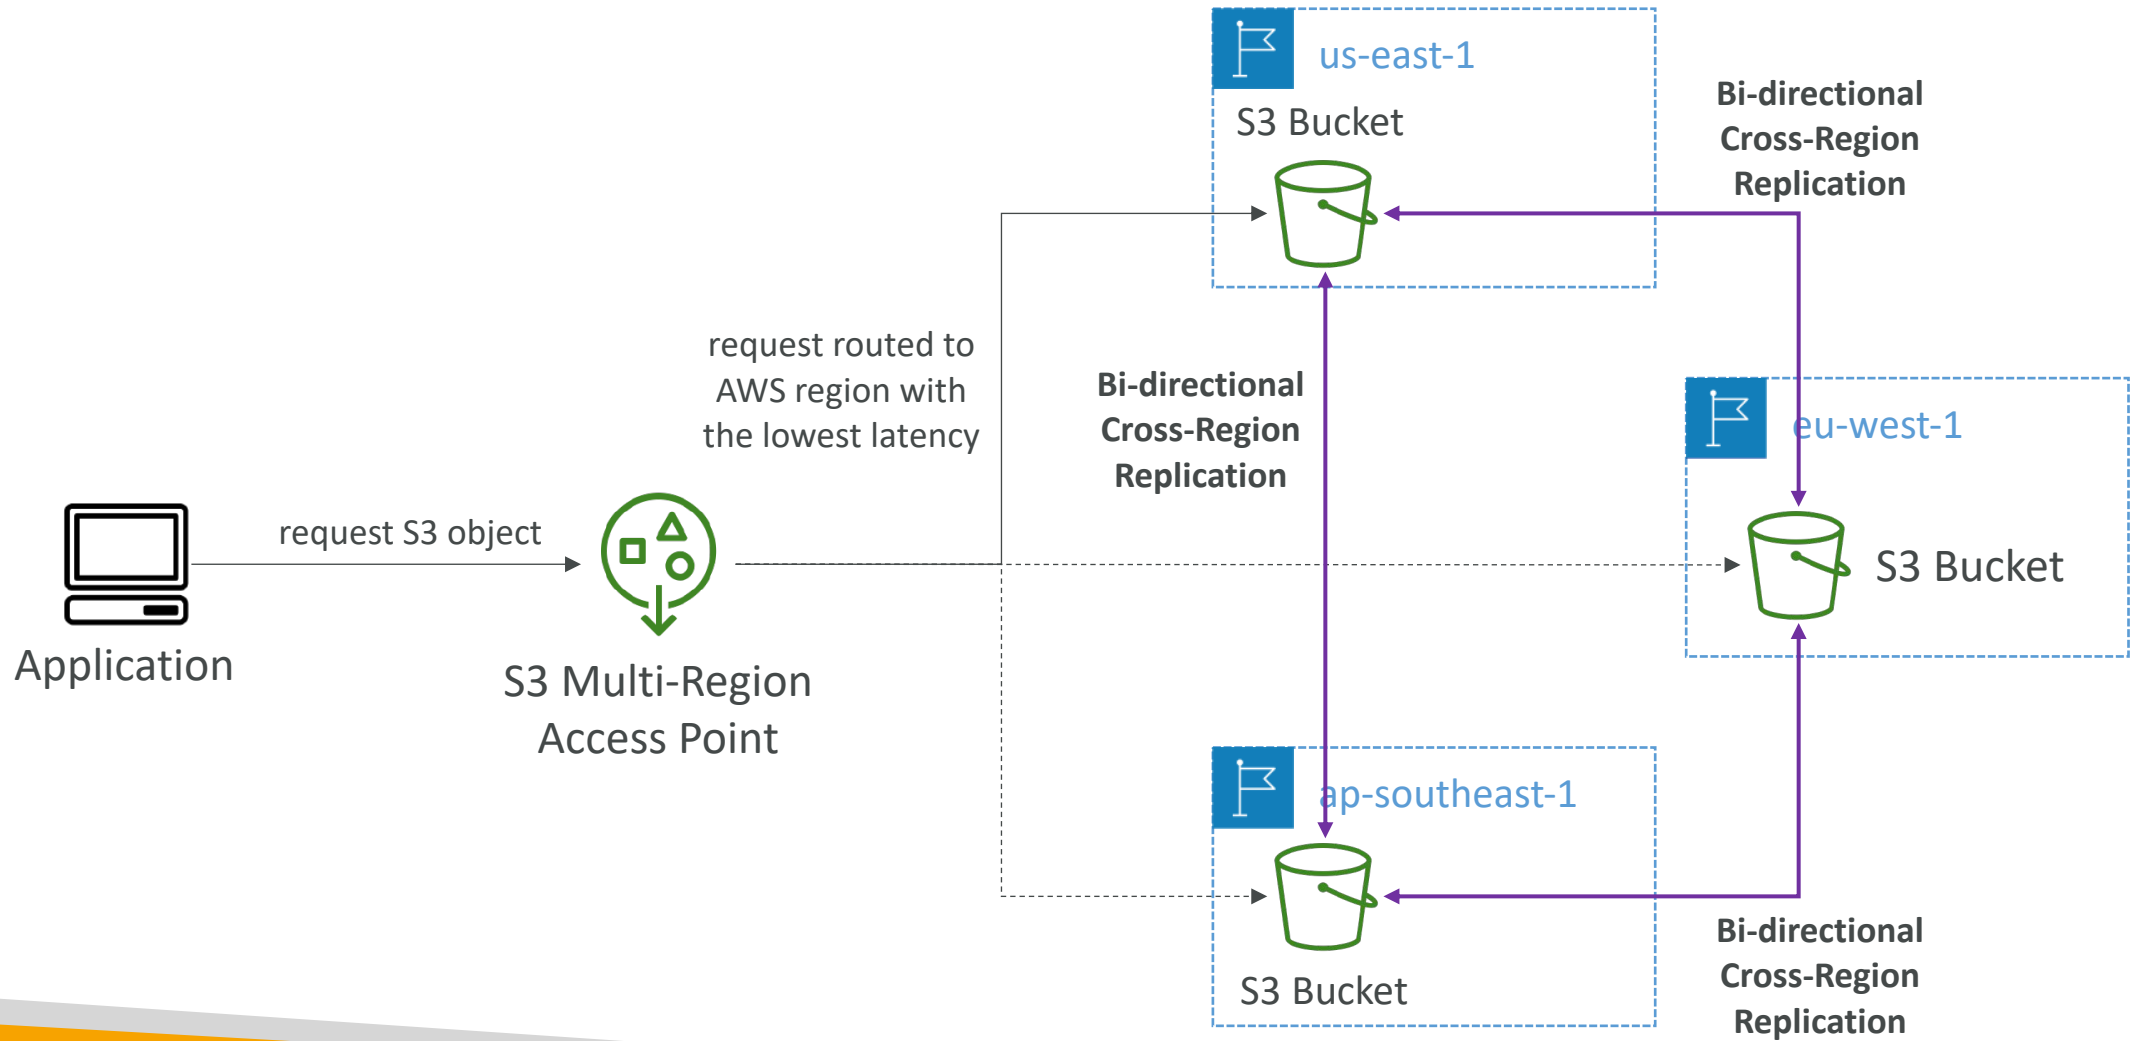 us-east-1
S3 Bucket
Bi-directional
Cross-Region
Replication
request routed to
AWS region with
the lowest latency
Bi-directional
Cross-Region
Replication
eu-west-1
S3 Bucket
request S3 object
Application
S3 Multi-Region
Access Point
ap-southeast-1
S3 Bucket
Bi-directional
Cross-Region
Replication